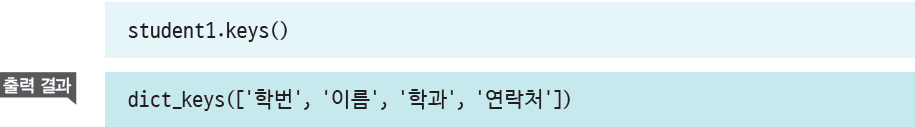 student1.keys()
출력 결과
dict_keys(['학번', '이름', '학과', '연락처'])